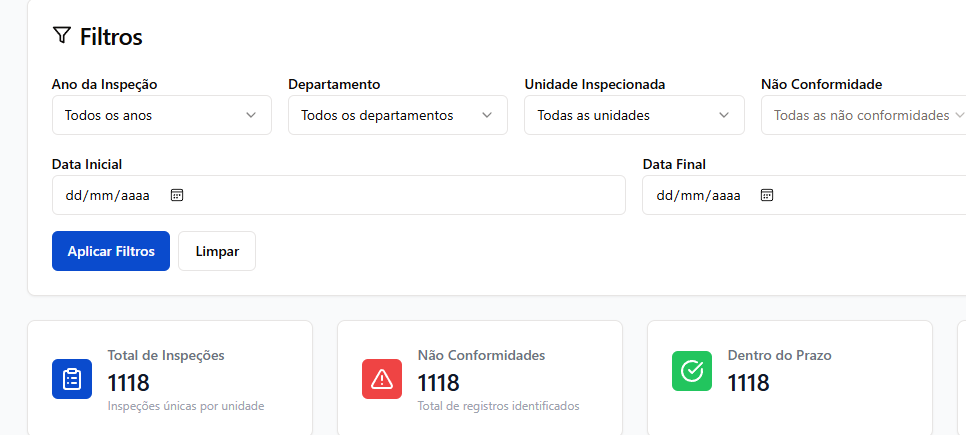 Filtros
Ano da Inspeção Departamento Unidade Inspecionada Não Conformidade
Todos os anos Todos os departamentos Todas as unidades Todas as não conformidades
Data Inicial Data Final
dd/mm/aaaa dd/mm/aaaa
Aplicar Filtros Limpar
Total de Inspeções Não Conformidades Dentro do Prazo
1118 1118 1118
Inspeções únicas por unidade Total de registros identificados